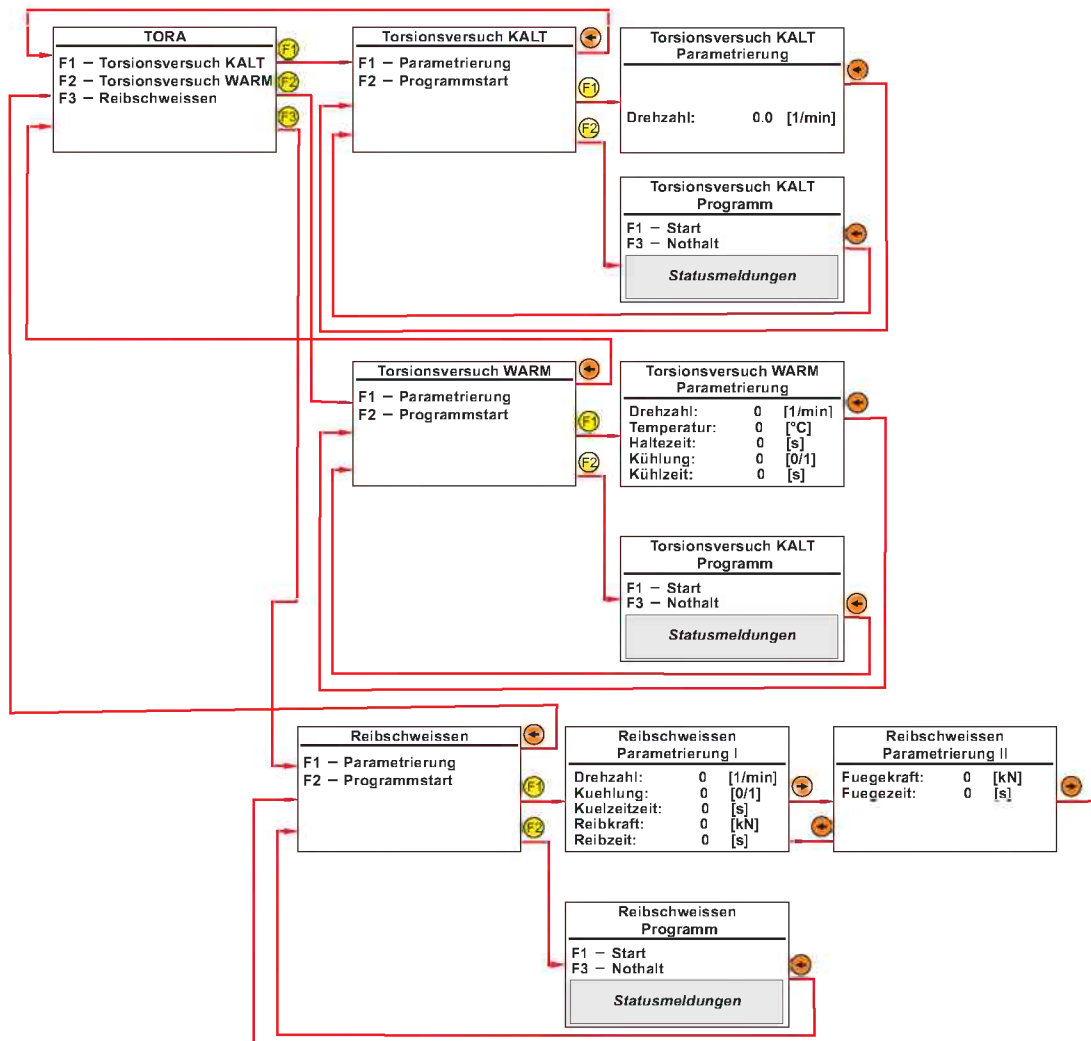 TORA
F1 – Torsionsversuch KALT
F2 – Torsionsversuch WARM
F3 – Reibschweissen
F1
F2
F3
Torsionsversuch KALT
F1 – Parametrierung
F2 – Programmstart
F1
F2
Torsionsversuch KALT
Parametrierung
Drehzahl: 0.0 [1/min]
Torsionsversuch KALT
Programm
F1 – Start
F3 – Nothalt
Statusmeldungen
Torsionsversuch WARM
F1 – Parametrierung
F2 – Programmstart
F1
F2
Torsionsversuch WARM
Parametrierung
Drehzahl: 0 [1/min]
Temperatur: 0 [°C]
Haltezeit: 0 [s]
Kühlung: 0 [0/1]
Kühlzeit: 0 [s]
Torsionsversuch KALT
Programm
F1 – Start
F3 – Nothalt
Statusmeldungen
Reibschweissen
F1 – Parametrierung
F2 – Programmstart
F1
F2
Reibschweissen
Parametrierung I
Drehzahl: 0 [1/min]
Kuehlung: 0 [0/1]
Kuelzeitzeit: 0 [s]
Reibkraft: 0 [kN]
Reibzeit: 0 [s]
Reibschweissen
Parametrierung II
Fuegekraft: 0 [kN]
Fuegezeit: 0 [s]
Reibschweissen
Programm
F1 – Start
F3 – Nothalt
Statusmeldungen